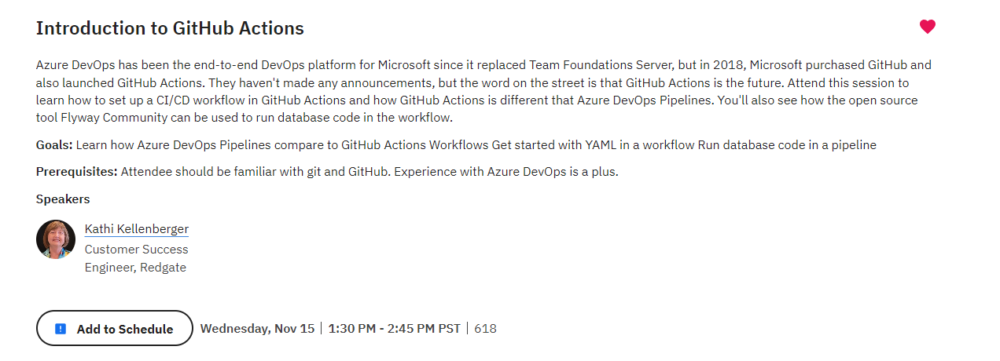 Introduction to GitHub Actions
Azure DevOps has been the end-to-end DevOps platform for Microsoft since it replaced Team Foundations Server, but in 2018, Microsoft purchased GitHub and
also launched GitHub Actions. They haven't made any announcements, but the word on the street is that GitHub Actions is the future. Attend this session to
learn how to set up a CI/CD workflow in GitHub Actions and how GitHub Actions is different that Azure DevOps Pipelines. You'll also see how the open source
tool Flyway Community can be used to run database code in the workflow.
Goals: Learn how Azure DevOps Pipelines compare to GitHub Actions Workflows Get started with YAML in a workflow Run database code in a pipeline
Prerequisites: Attendee should be familiar with git and GitHub. Experience with Azure DevOps is a plus.
Speakers
Kathi Kellenberger
Customer Success
Engineer, Redgate
Add to Schedule Wednesday, Nov 15 | 1:30 PM - 2:45 PM PST | 618